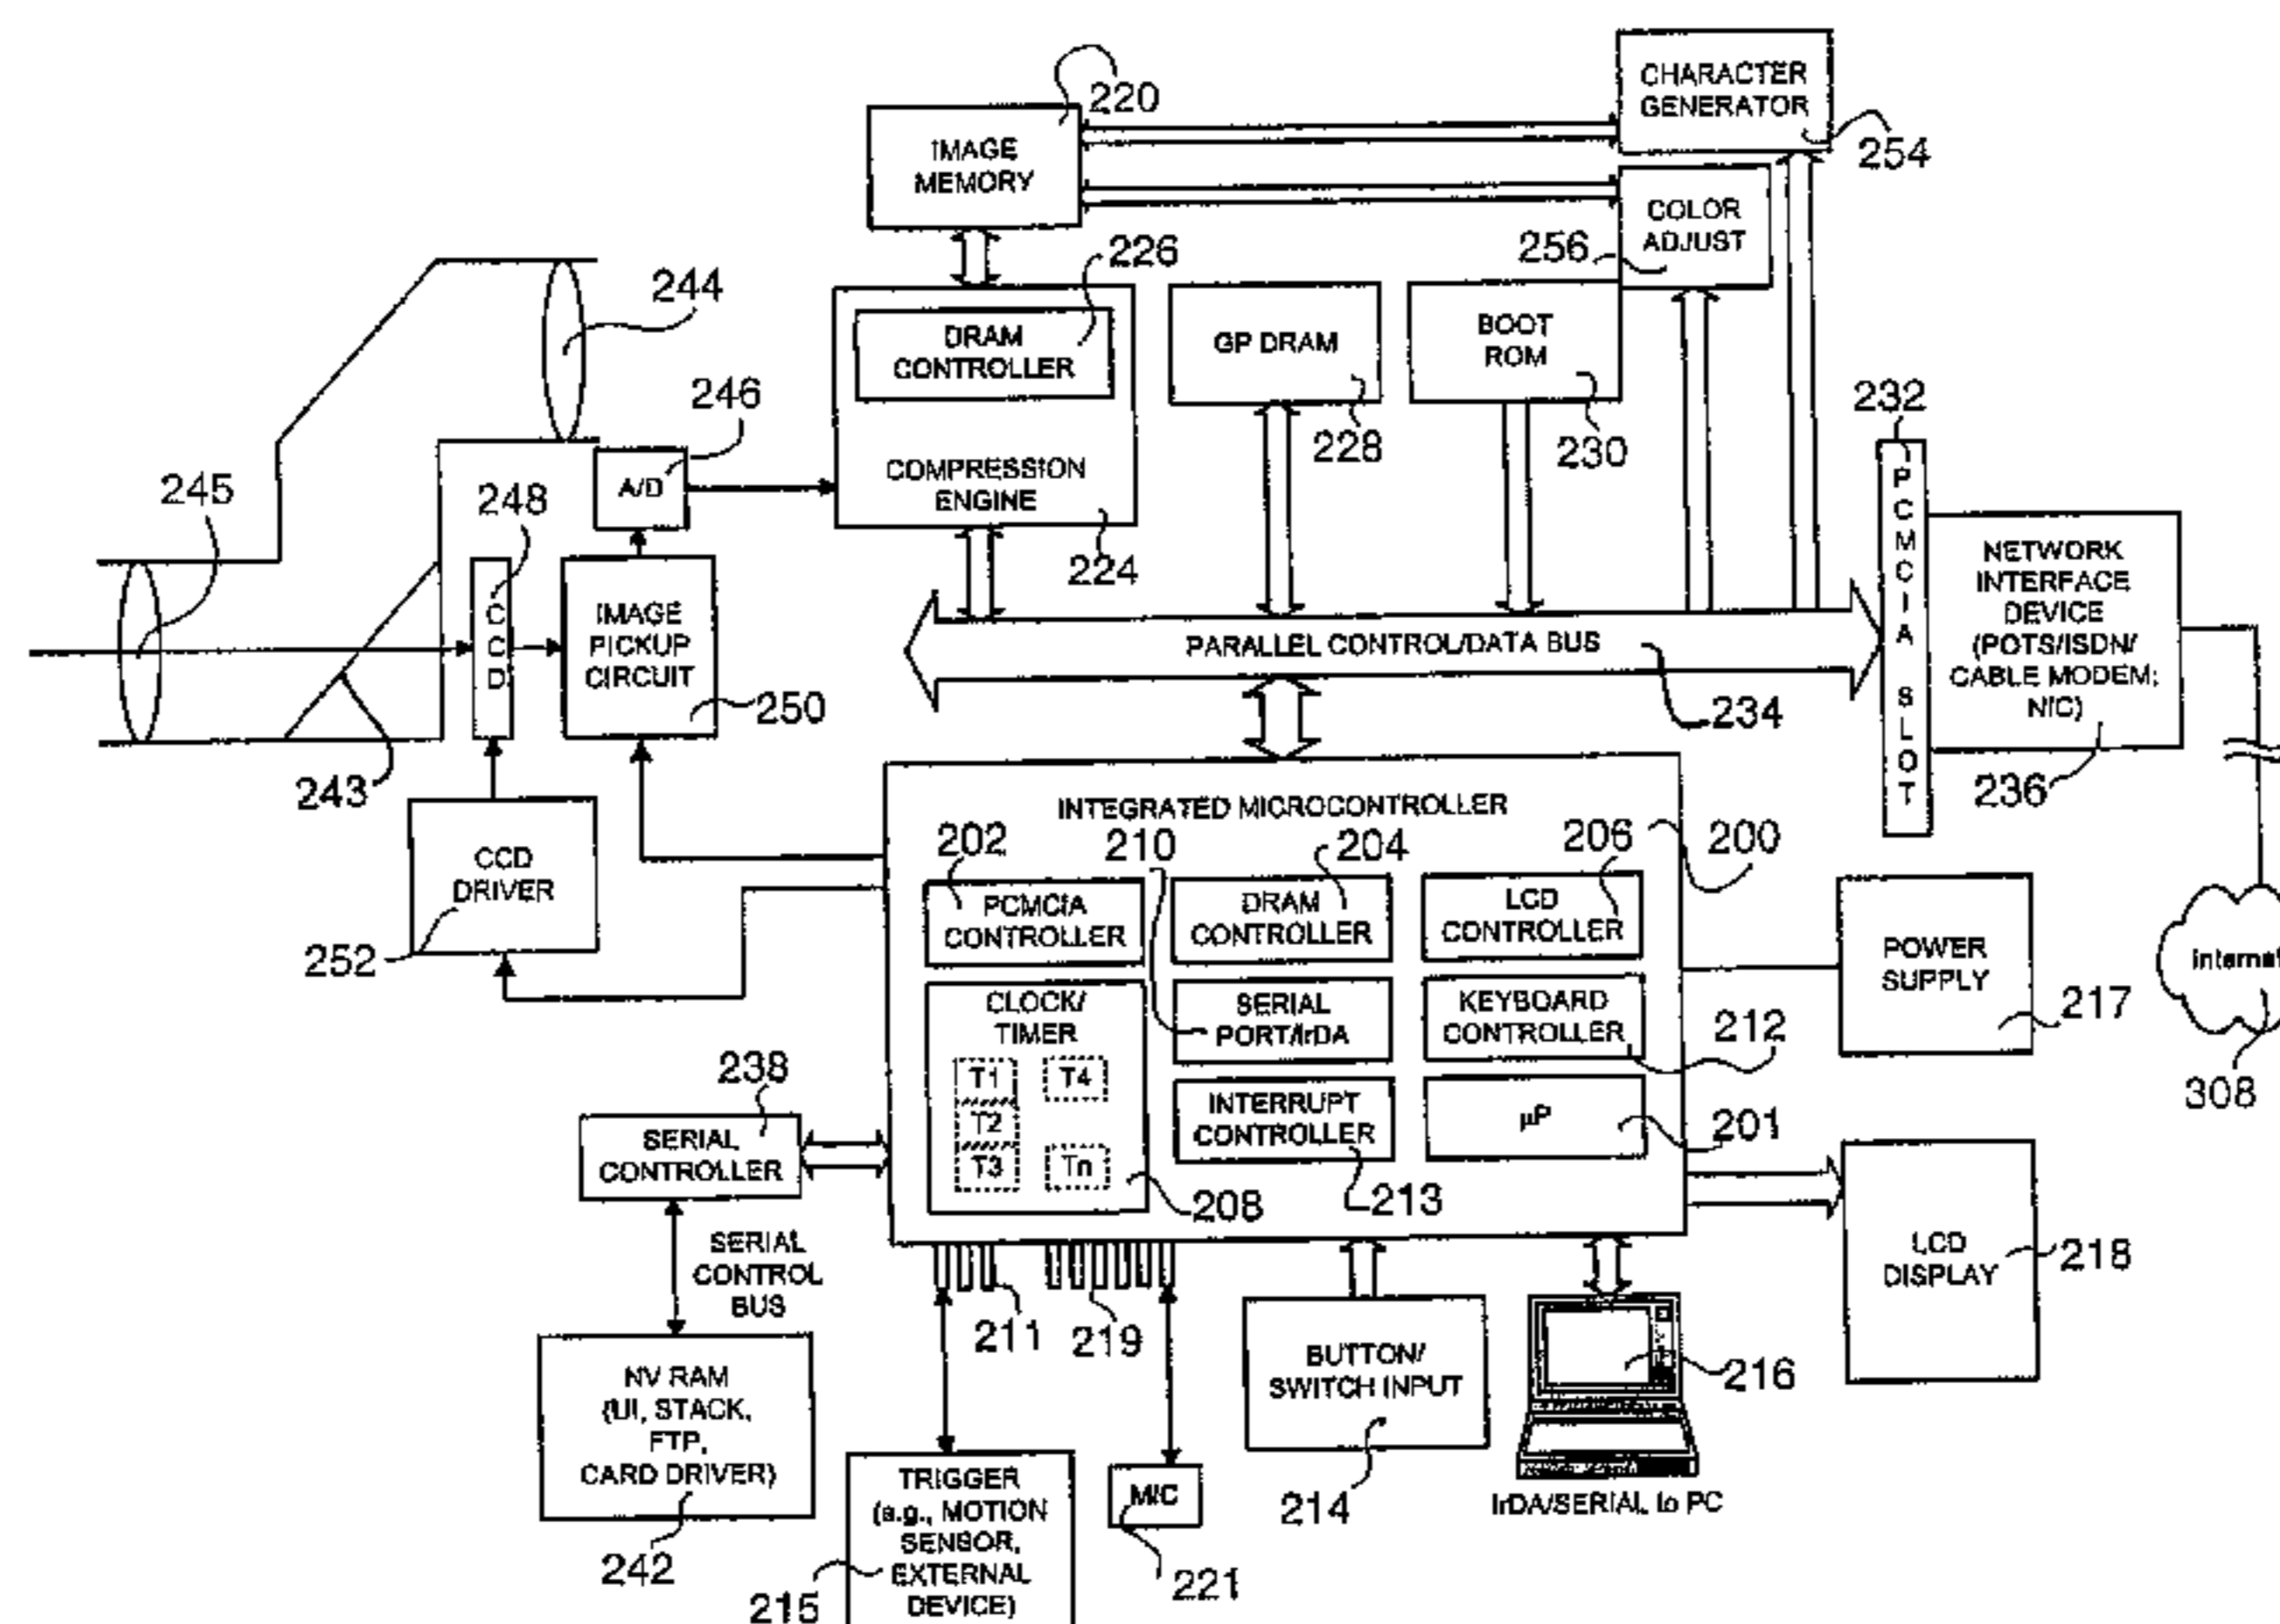 220
IMAGE
MEMORY
CHARACTER
GENERATOR
254
COLOR
ADJUST
256
226
DRAM
CONTROLLER
COMPRESSION
ENGINE
224
GP DRAM
228
BOOT
ROM
230
244
246
A/D
245
248
CCD
IMAGE
PICKUP
CIRCUIT
250
243
CCD
DRIVER
252
PARALLEL CONTROL/DATA BUS
234
232
PCMCIA SLOT
NETWORK
INTERFACE
DEVICE
(POTS/ISDN/
CABLE MODEM;
NIC)
236
INTEGRATED MICROCONTROLLER
200
202
PCMCIA
CONTROLLER
210
204
DRAM
CONTROLLER
206
LCD
CONTROLLER
CLOCK/
TIMER
T1
T4
T2
T3
Tn
208
SERIAL
PORT/IrDA
KEYBOARD
CONTROLLER
212
INTERRUPT
CONTROLLER
213
µP
201
POWER
SUPPLY
217
internet
308
238
SERIAL
CONTROLLER
SERIAL
CONTROL
BUS
NV RAM
(UI, STACK,
FTP,
CARD DRIVER)
242
211
219
TRIGGER
(e.g., MOTION
SENSOR,
EXTERNAL
DEVICE)
215
MIC
221
BUTTON/
SWITCH INPUT
214
216
IrDA/SERIAL to PC
LCD
DISPLAY
218